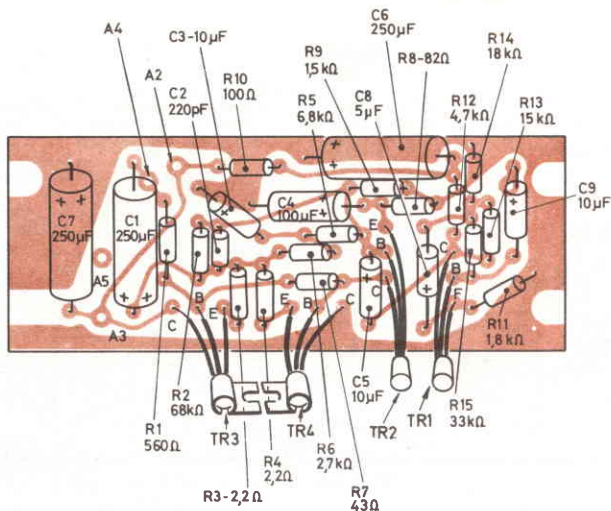 A4
C3-10µF
C6
250µF
R14
18kΩ
A2
C2
220pF
R10
100Ω
R9
1,5kΩ
R8-82Ω
R5
6,8kΩ
C8
5µF
R12
4,7kΩ
R13
15kΩ
C7
250µF
C1
250µF
C4
100µF
C9
10µF
E
B
C
C
B
E
A5
A3
C
B
E
E
B
C
R11
1,8kΩ
R2
68kΩ
R1
560Ω
TR3
TR4
C5
10µF
TR2
TR1
R15
33kΩ
R4
2,2Ω
R6
2,7kΩ
R3-2,2Ω
R7
43Ω